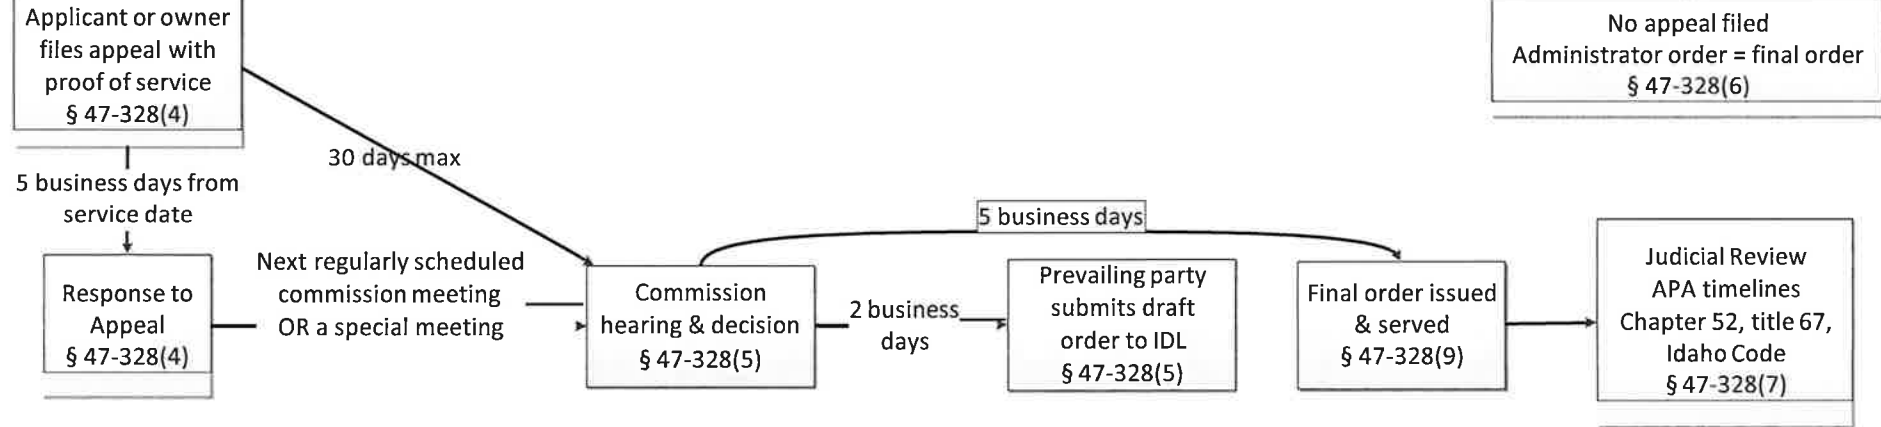 Applicant or owner
files appeal with
proof of service
§ 47-328(4)
No appeal filed
Administrator order = final order
§ 47-328(6)
30 days max
5 business days from
service date
5 business days
Response to
Appeal
§ 47-328(4)
Next regularly scheduled
commission meeting
OR a special meeting
Commission
hearing & decision
§ 47-328(5)
2 business
days
Prevailing party
submits draft
order to IDL
§ 47-328(5)
Final order issued
& served
§ 47-328(9)
Judicial Review
APA timelines
Chapter 52, title 67,
Idaho Code
§ 47-328(7)